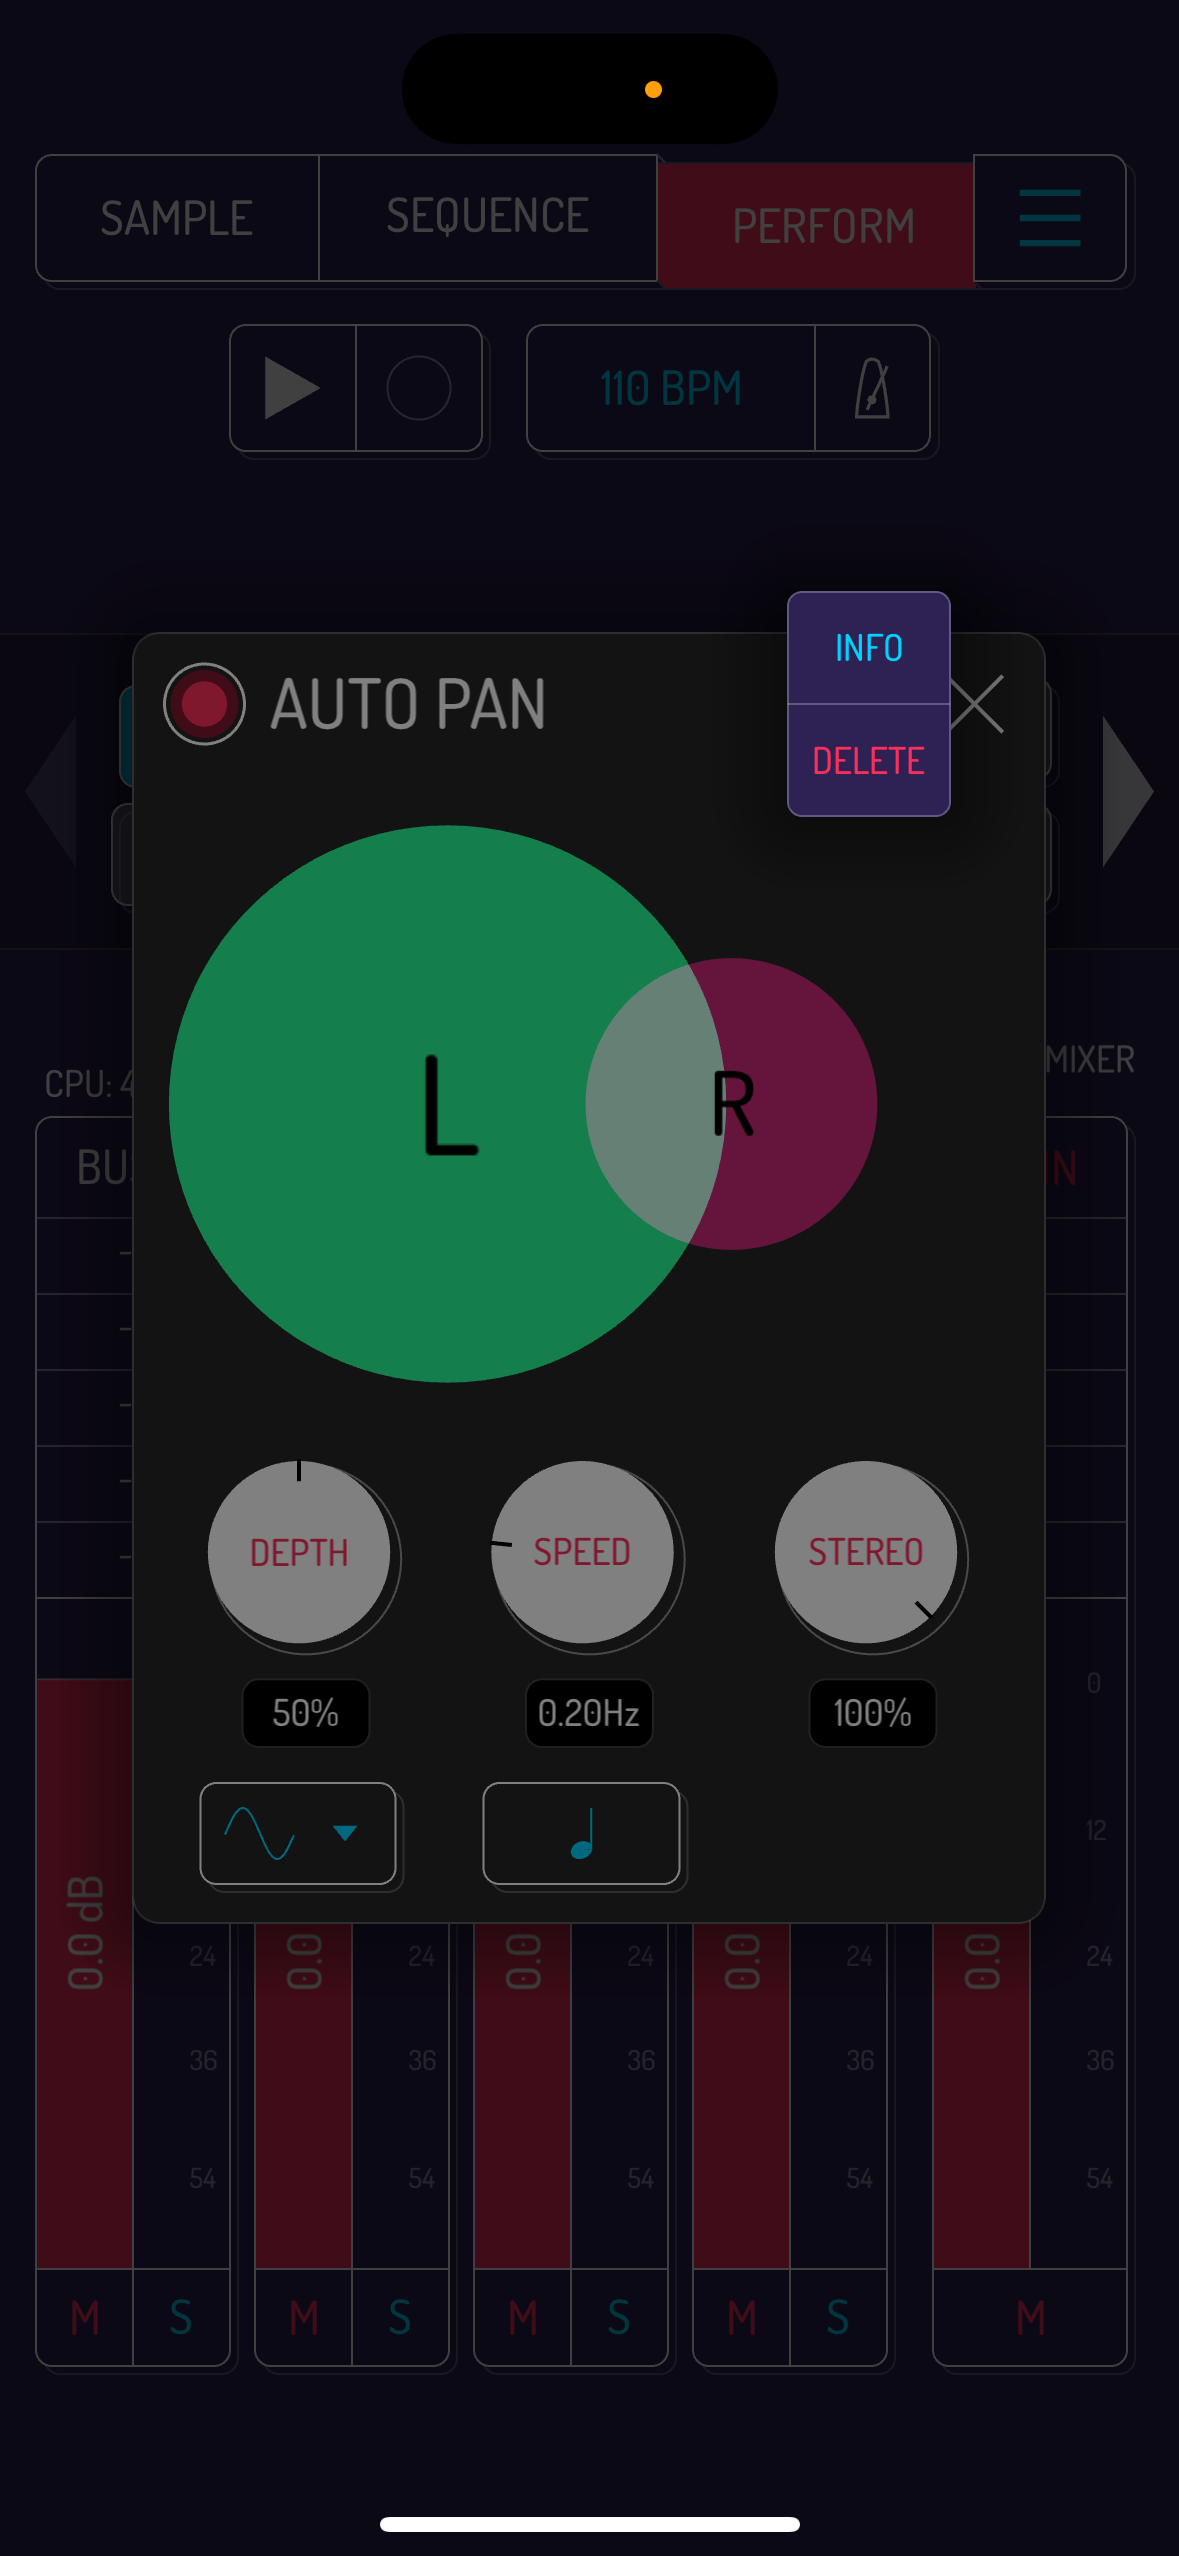 SAMPLE SEQUENCE PERFORM
110 BPM
INFO
AUTO PAN
DELETE
L R
MIXER
CPU: 4
BU
IN
DEPTH SPEED STEREO
0
50% 0.20Hz 100%
12
0.0 dB 0.0 0.0 0.0 0.0
24 24 24 24 24
36 36 36 36 36
54 54 54 54 54
M S M S M S M S M